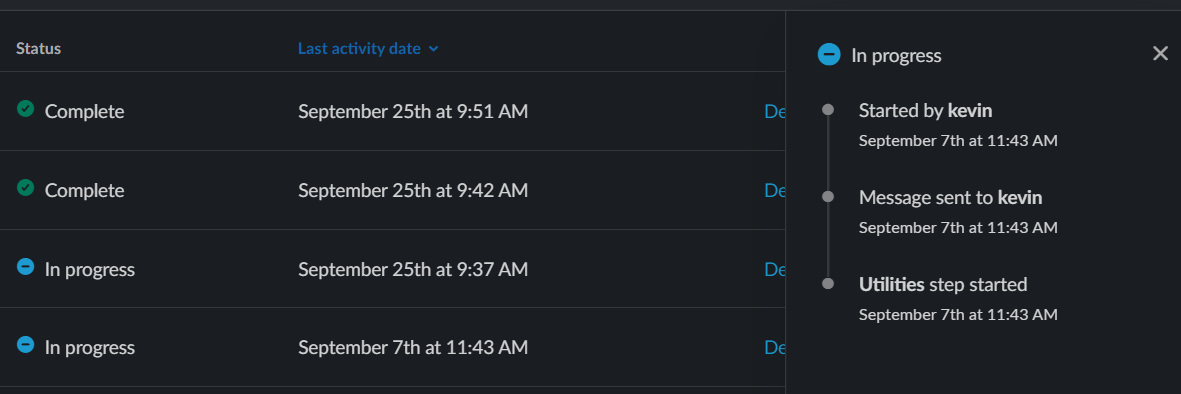 Status Last activity date
Complete September 25th at 9:51 AM De
Complete September 25th at 9:42 AM De
In progress September 25th at 9:37 AM De
In progress September 7th at 11:43 AM De
In progress
Started by kevin
September 7th at 11:43 AM
Message sent to kevin
September 7th at 11:43 AM
Utilities step started
September 7th at 11:43 AM